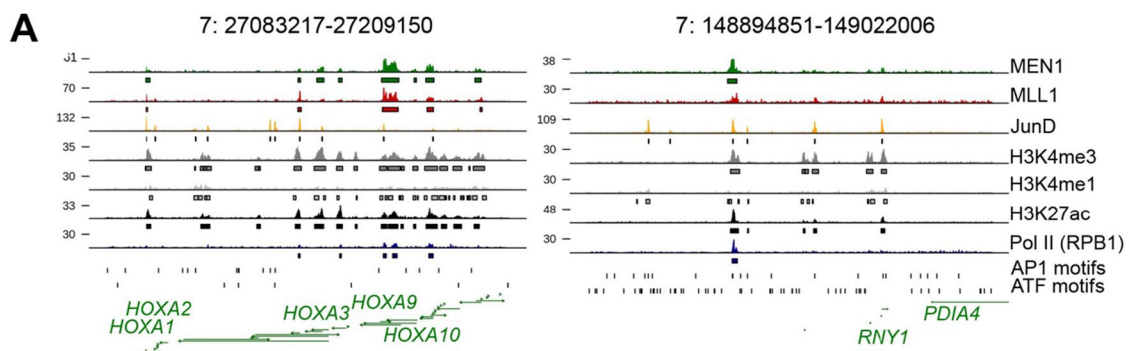 A
7: 27083217-27209150
7: 148894851-149022006
70
132
35
30
33
30
HOXA2
HOXA1
HOXA3
HOXA9
HOXA10
38
30
109
30
30
48
30
MEN1
MLL1
JunD
H3K4me3
H3K4me1
H3K27ac
Pol II (RPB1)
AP1 motifs
ATF motifs
RNY1
PDIA4